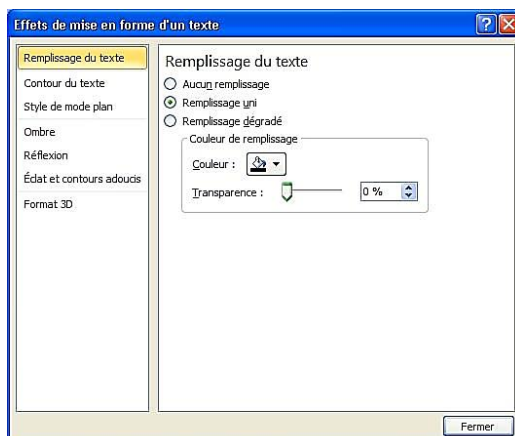 Effets de mise en forme d'un texte
Remplissage du texte
Contour du texte
Style de mode plan
Ombre
Réflexion
Éclat et contours adoucis
Format 3D
Remplissage du texte
Aucun remplissage
Remplissage uni
Remplissage dégradé
Couleur de remplissage
Couleur :
Transparence : 0 %
Fermer